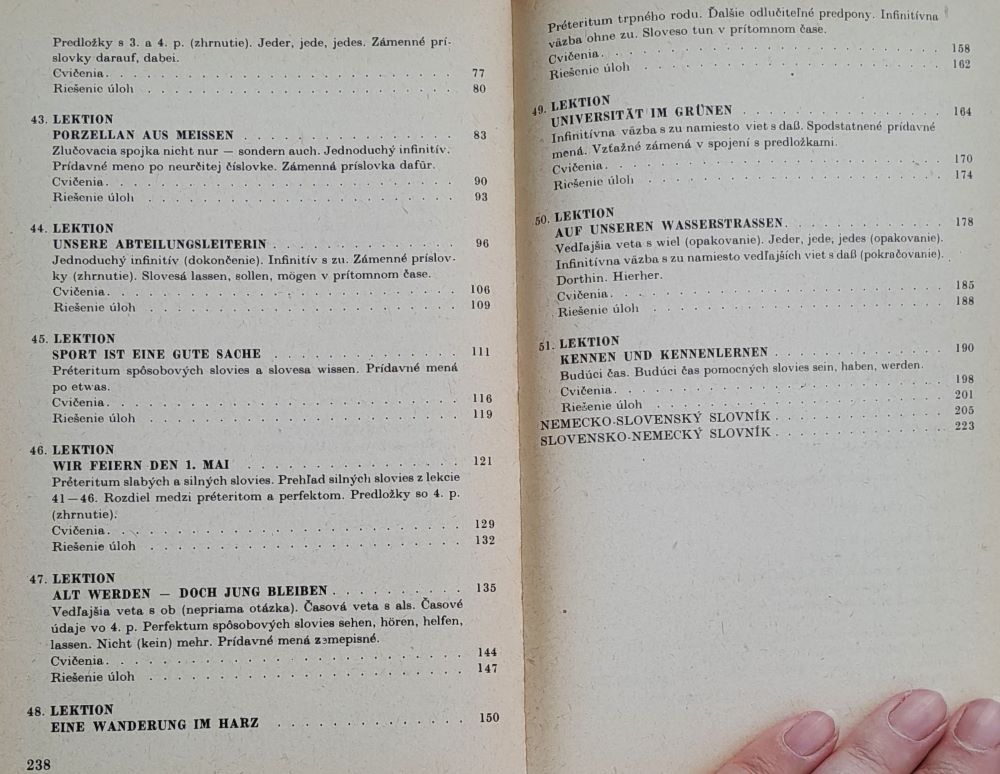 Predložky s 3. a 4. p. (zhrnutie). Jeder, jede, jedes. Zámenné prí-
slovky darauf, dabei.
Cvičenia. . . . . . . . . . . . . . . . . . . . . . . . . 77
Riešenie úloh . . . . . . . . . . . . . . . . . . . . . . . 80
43. LEKTION
PORZELLAN AUS MEISSEN . . . . . . . . . . . . . . . . 83
Zlučovacia spojka nicht nur — sondern auch. Jednoduchý infinitív.
Prídavné meno po neurčitej číslovke. Zámenná príslovka dafür.
Cvičenia. . . . . . . . . . . . . . . . . . . . . . . . . 90
Riešenie úloh . . . . . . . . . . . . . . . . . . . . . . . 93
44. LEKTION
UNSERE ABTEILUNGSLEITERIN . . . . . . . . . . . . . . 96
Jednoduchý infinitív (dokončenie). Infinitív s zu. Zámenné príslov-
ky (zhrnutie). Slovesá lassen, sollen, mögen v prítomnom čase.
Cvičenia. . . . . . . . . . . . . . . . . . . . . . . . . 106
Riešenie úloh . . . . . . . . . . . . . . . . . . . . . . . 109
45. LEKTION
SPORT IST EINE GUTE SACHE . . . . . . . . . . . . . . 111
Préteritum spôsobových slovies a slovesa wissen. Prídavné mená
po etwas.
Cvičenia. . . . . . . . . . . . . . . . . . . . . . . . . 116
Riešenie úloh . . . . . . . . . . . . . . . . . . . . . . . 119
46. LEKTION
WIR FEIERN DEN 1. MAI . . . . . . . . . . . . . . . . 121
Préteritum slabých a silných slovies. Prehľad silných slovies z lekcie
41—46. Rozdiel medzi préteritom a perfektom. Predložky so 4. p.
(zhrnutie).
Cvičenia. . . . . . . . . . . . . . . . . . . . . . . . . 129
Riešenie úloh . . . . . . . . . . . . . . . . . . . . . . . 132
47. LEKTION
ALT WERDEN — DOCH JUNG BLEIBEN . . . . . . . . . . 135
Vedľajšia veta s ob (nepriama otázka). Časová veta s als. Časové
údaje vo 4. p. Perfektum spôsobových slovies sehen, hören, helfen,
lassen. Nicht (kein) mehr. Prídavné mená zemepisné.
Cvičenia. . . . . . . . . . . . . . . . . . . . . . . . . 144
Riešenie úloh . . . . . . . . . . . . . . . . . . . . . . . 147
48. LEKTION
EINE WANDERUNG IM HARZ . . . . . . . . . . . . . . . 150
238
Préteritum trpného rodu. Ďalšie odlučiteľné predpony. Infinitívna
väzba ohne zu. Sloveso tun v prítomnom čase.
Cvičenia. . . . . . . . . . . . . . . . . . . . . . . . . 158
Riešenie úloh . . . . . . . . . . . . . . . . . . . . . . . 162
49. LEKTION
UNIVERSITÄT IM GRÜNEN . . . . . . . . . . . . . . . . 164
Infinitívna väzba s zu namiesto viet s daß. Spodstatnené prídavné
mená. Vzťažné zámená v spojení s predložkami.
Cvičenia. . . . . . . . . . . . . . . . . . . . . . . . . 170
Riešenie úloh . . . . . . . . . . . . . . . . . . . . . . . 174
50. LEKTION
AUF UNSEREN WASSERSTRASSEN. . . . . . . . . . . . . 178
Vedľajšia veta s wiel (opakovanie). Jeder, jede, jedes (opakovanie).
Infinitívna väzba s zu namiesto vedľajších viet s daß (pokračovanie).
Dorthin. Hierher.
Cvičenia. . . . . . . . . . . . . . . . . . . . . . . . . 185
Riešenie úloh . . . . . . . . . . . . . . . . . . . . . . . 188
51. LEKTION
KENNEN UND KENNENLERNEN . . . . . . . . . . . . . . 190
Budúci čas. Budúci čas pomocných slovies sein, haben, werden.
Cvičenia. . . . . . . . . . . . . . . . . . . . . . . . . 198
Riešenie úloh . . . . . . . . . . . . . . . . . . . . . . . 201
NEMECKO-SLOVENSKÝ SLOVNÍK . . . . . . . . . . . . . . 205
SLOVENSKO-NEMECKÝ SLOVNÍK . . . . . . . . . . . . . . 223